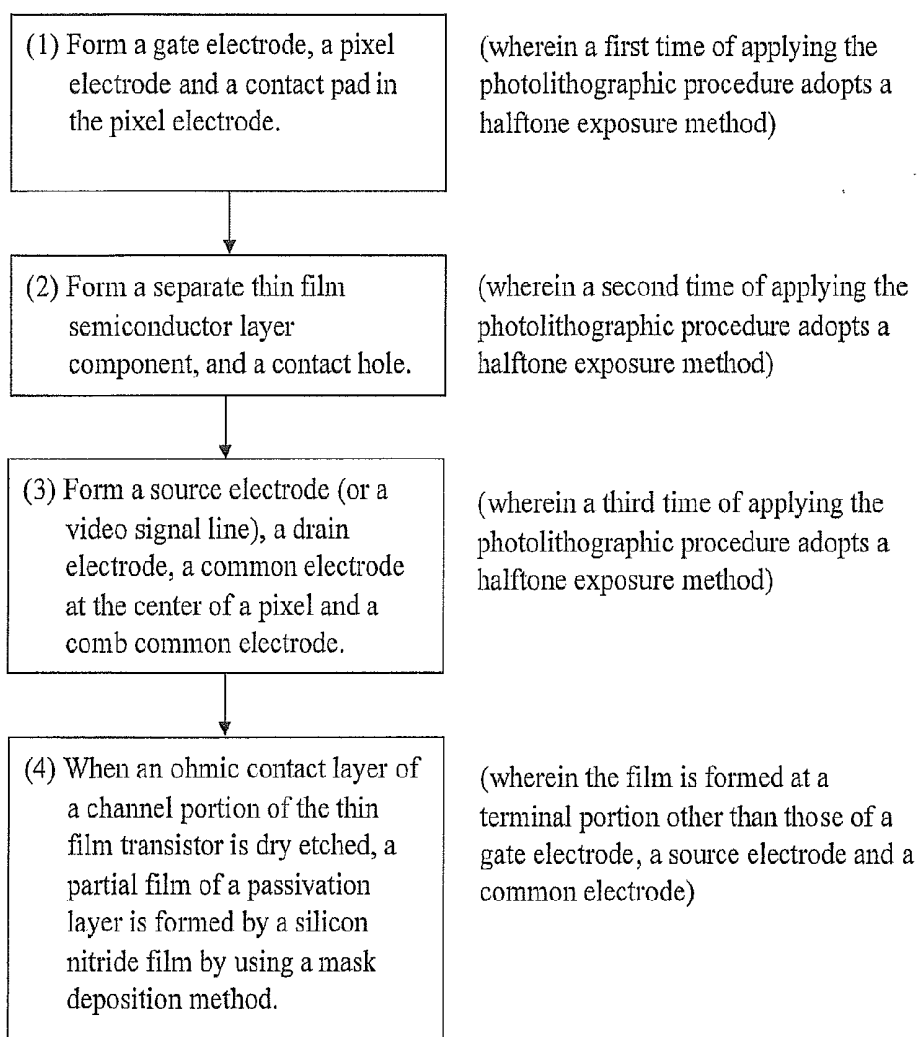 (1) Form a gate electrode, a pixel
electrode and a contact pad in
the pixel electrode.
(wherein a first time of applying the
photolithographic procedure adopts a
halftone exposure method)
(2) Form a separate thin film
semiconductor layer
component, and a contact hole.
(wherein a second time of applying the
photolithographic procedure adopts a
halftone exposure method)
(3) Form a source electrode (or a
video signal line), a drain
electrode, a common electrode
at the center of a pixel and a
comb common electrode.
(wherein a third time of applying the
photolithographic procedure adopts a
halftone exposure method)
(4) When an ohmic contact layer of
a channel portion of the thin
film transistor is dry etched, a
partial film of a passivation
layer is formed by a silicon
nitride film by using a mask
deposition method.
(wherein the film is formed at a
terminal portion other than those of a
gate electrode, a source electrode and a
common electrode)